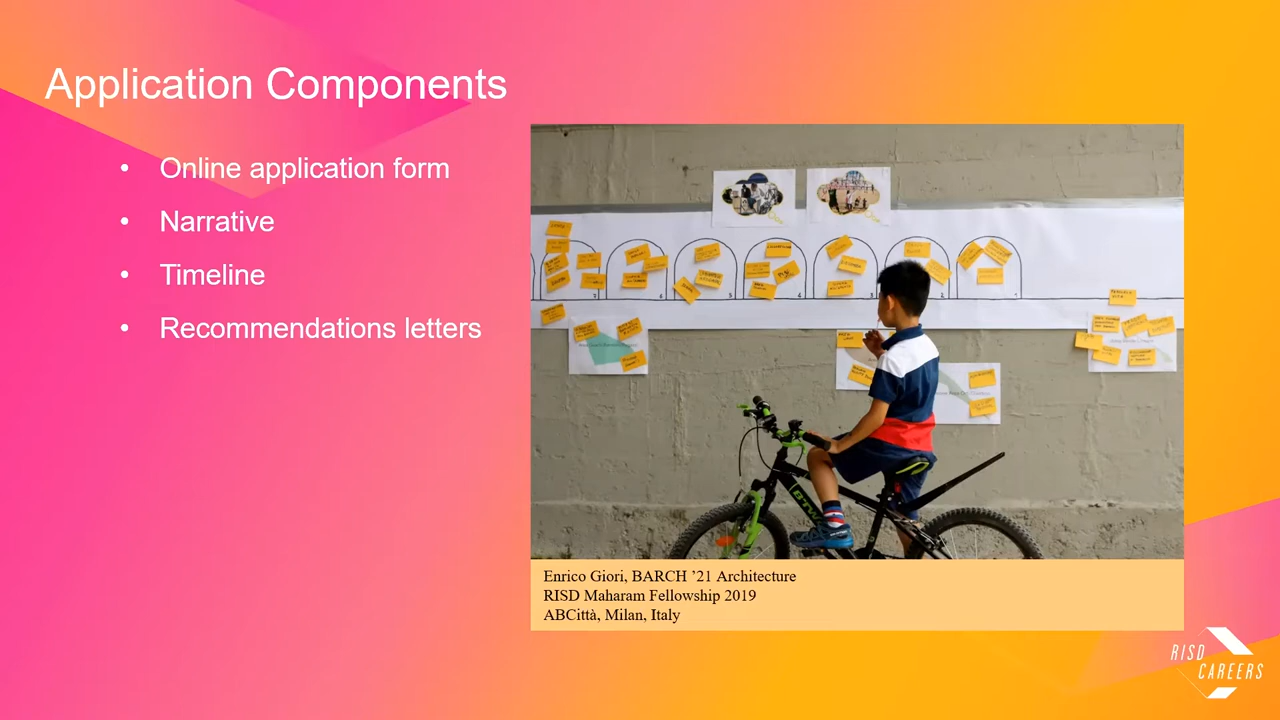 Application Components
• Online application form
• Narrative
• Timeline
• Recommendations letters
Enrico Giori, BARCH ’21 Architecture
RISD Maharam Fellowship 2019
ABCittà, Milan, Italy
RISD
CAREERS